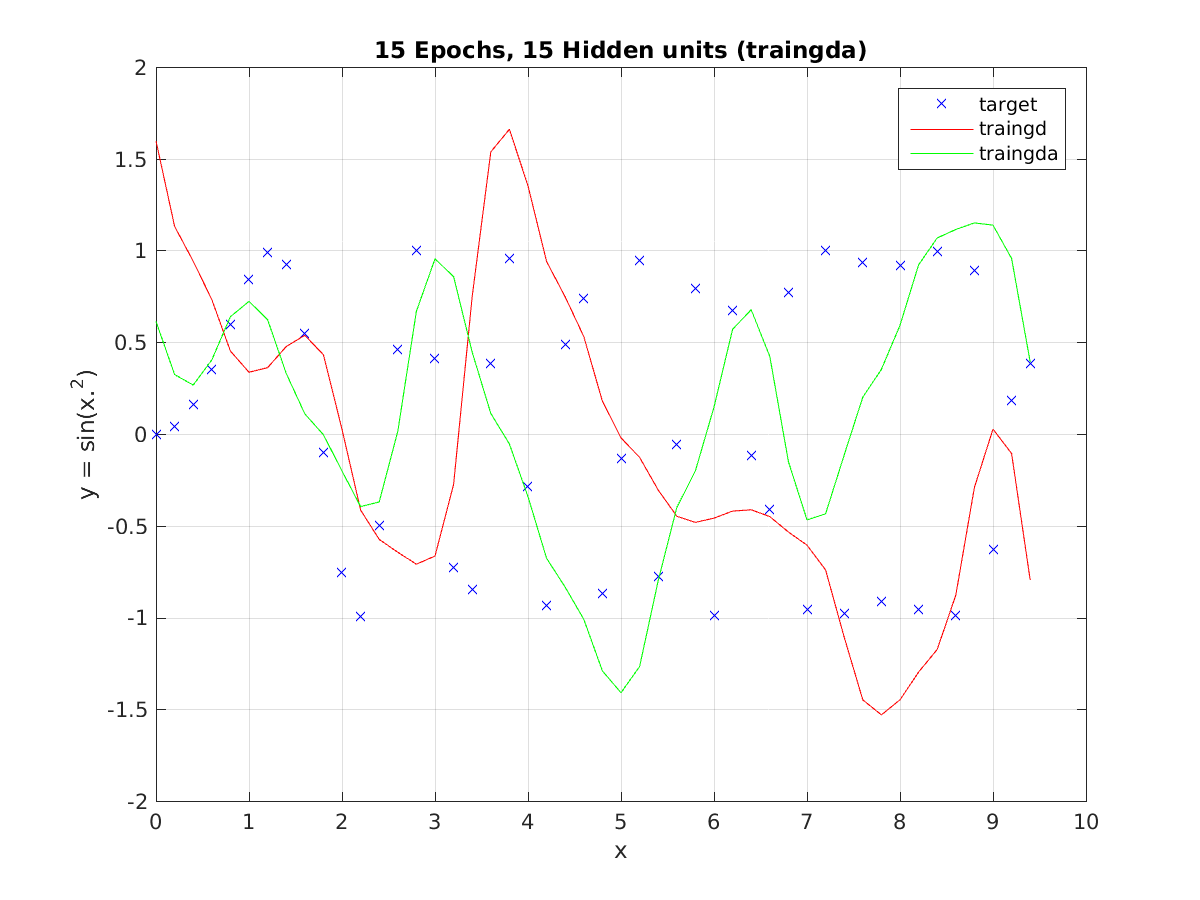 15 Epochs, 15 Hidden units (traingda)
target
traingd
traingda
2
1.5
1
0.5
0
-0.5
-1
-1.5
-2
y = sin(x.²)
0 1 2 3 4 5 6 7 8 9 10
x